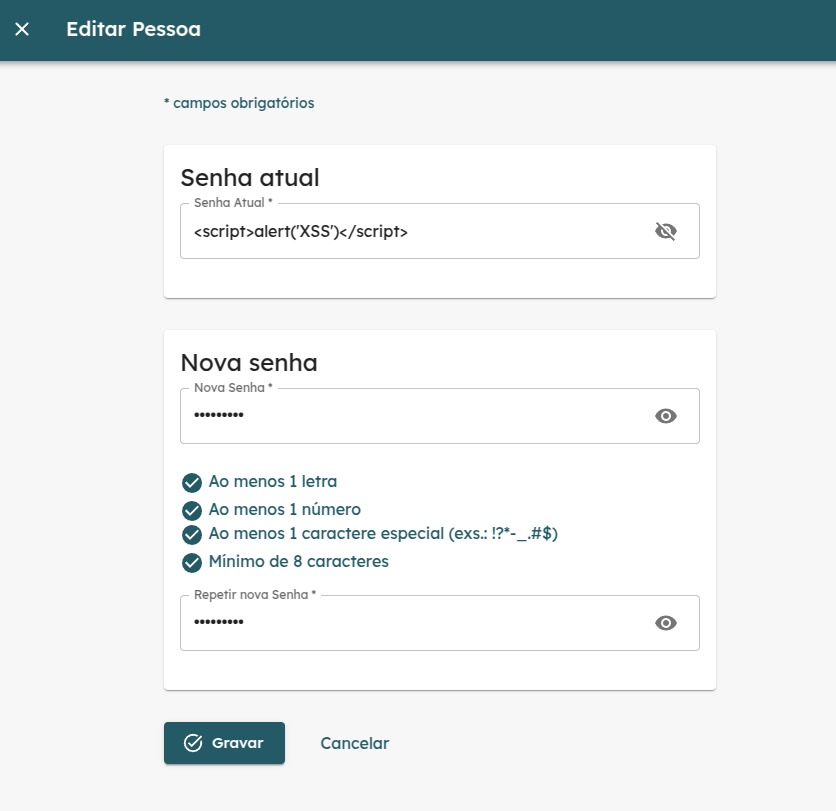 Editar Pessoa
* campos obrigatórios
Senha atual
Senha Atual *
<script>alert('XSS')</script>
Nova senha
Nova Senha *
•••••••••
Ao menos 1 letra
Ao menos 1 número
Ao menos 1 caractere especial (exs.: !?*-_.#$)
Mínimo de 8 caracteres
Repetir nova Senha *
•••••••••
Gravar
Cancelar